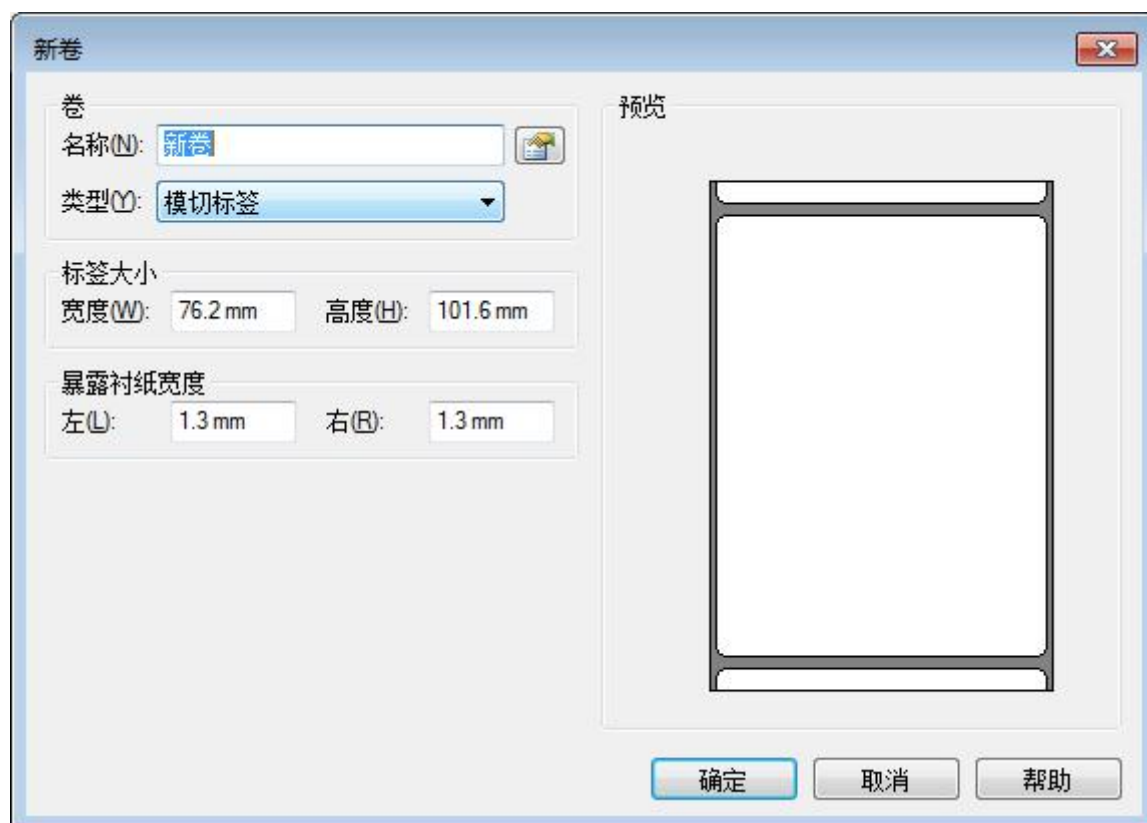 新卷
卷
名称(N): 新卷
类型(Y): 模切标签
标签大小
宽度(W): 76.2 mm 高度(H): 101.6 mm
暴露衬纸宽度
左(L): 1.3 mm 右(R): 1.3 mm
预览
确定 取消 帮助